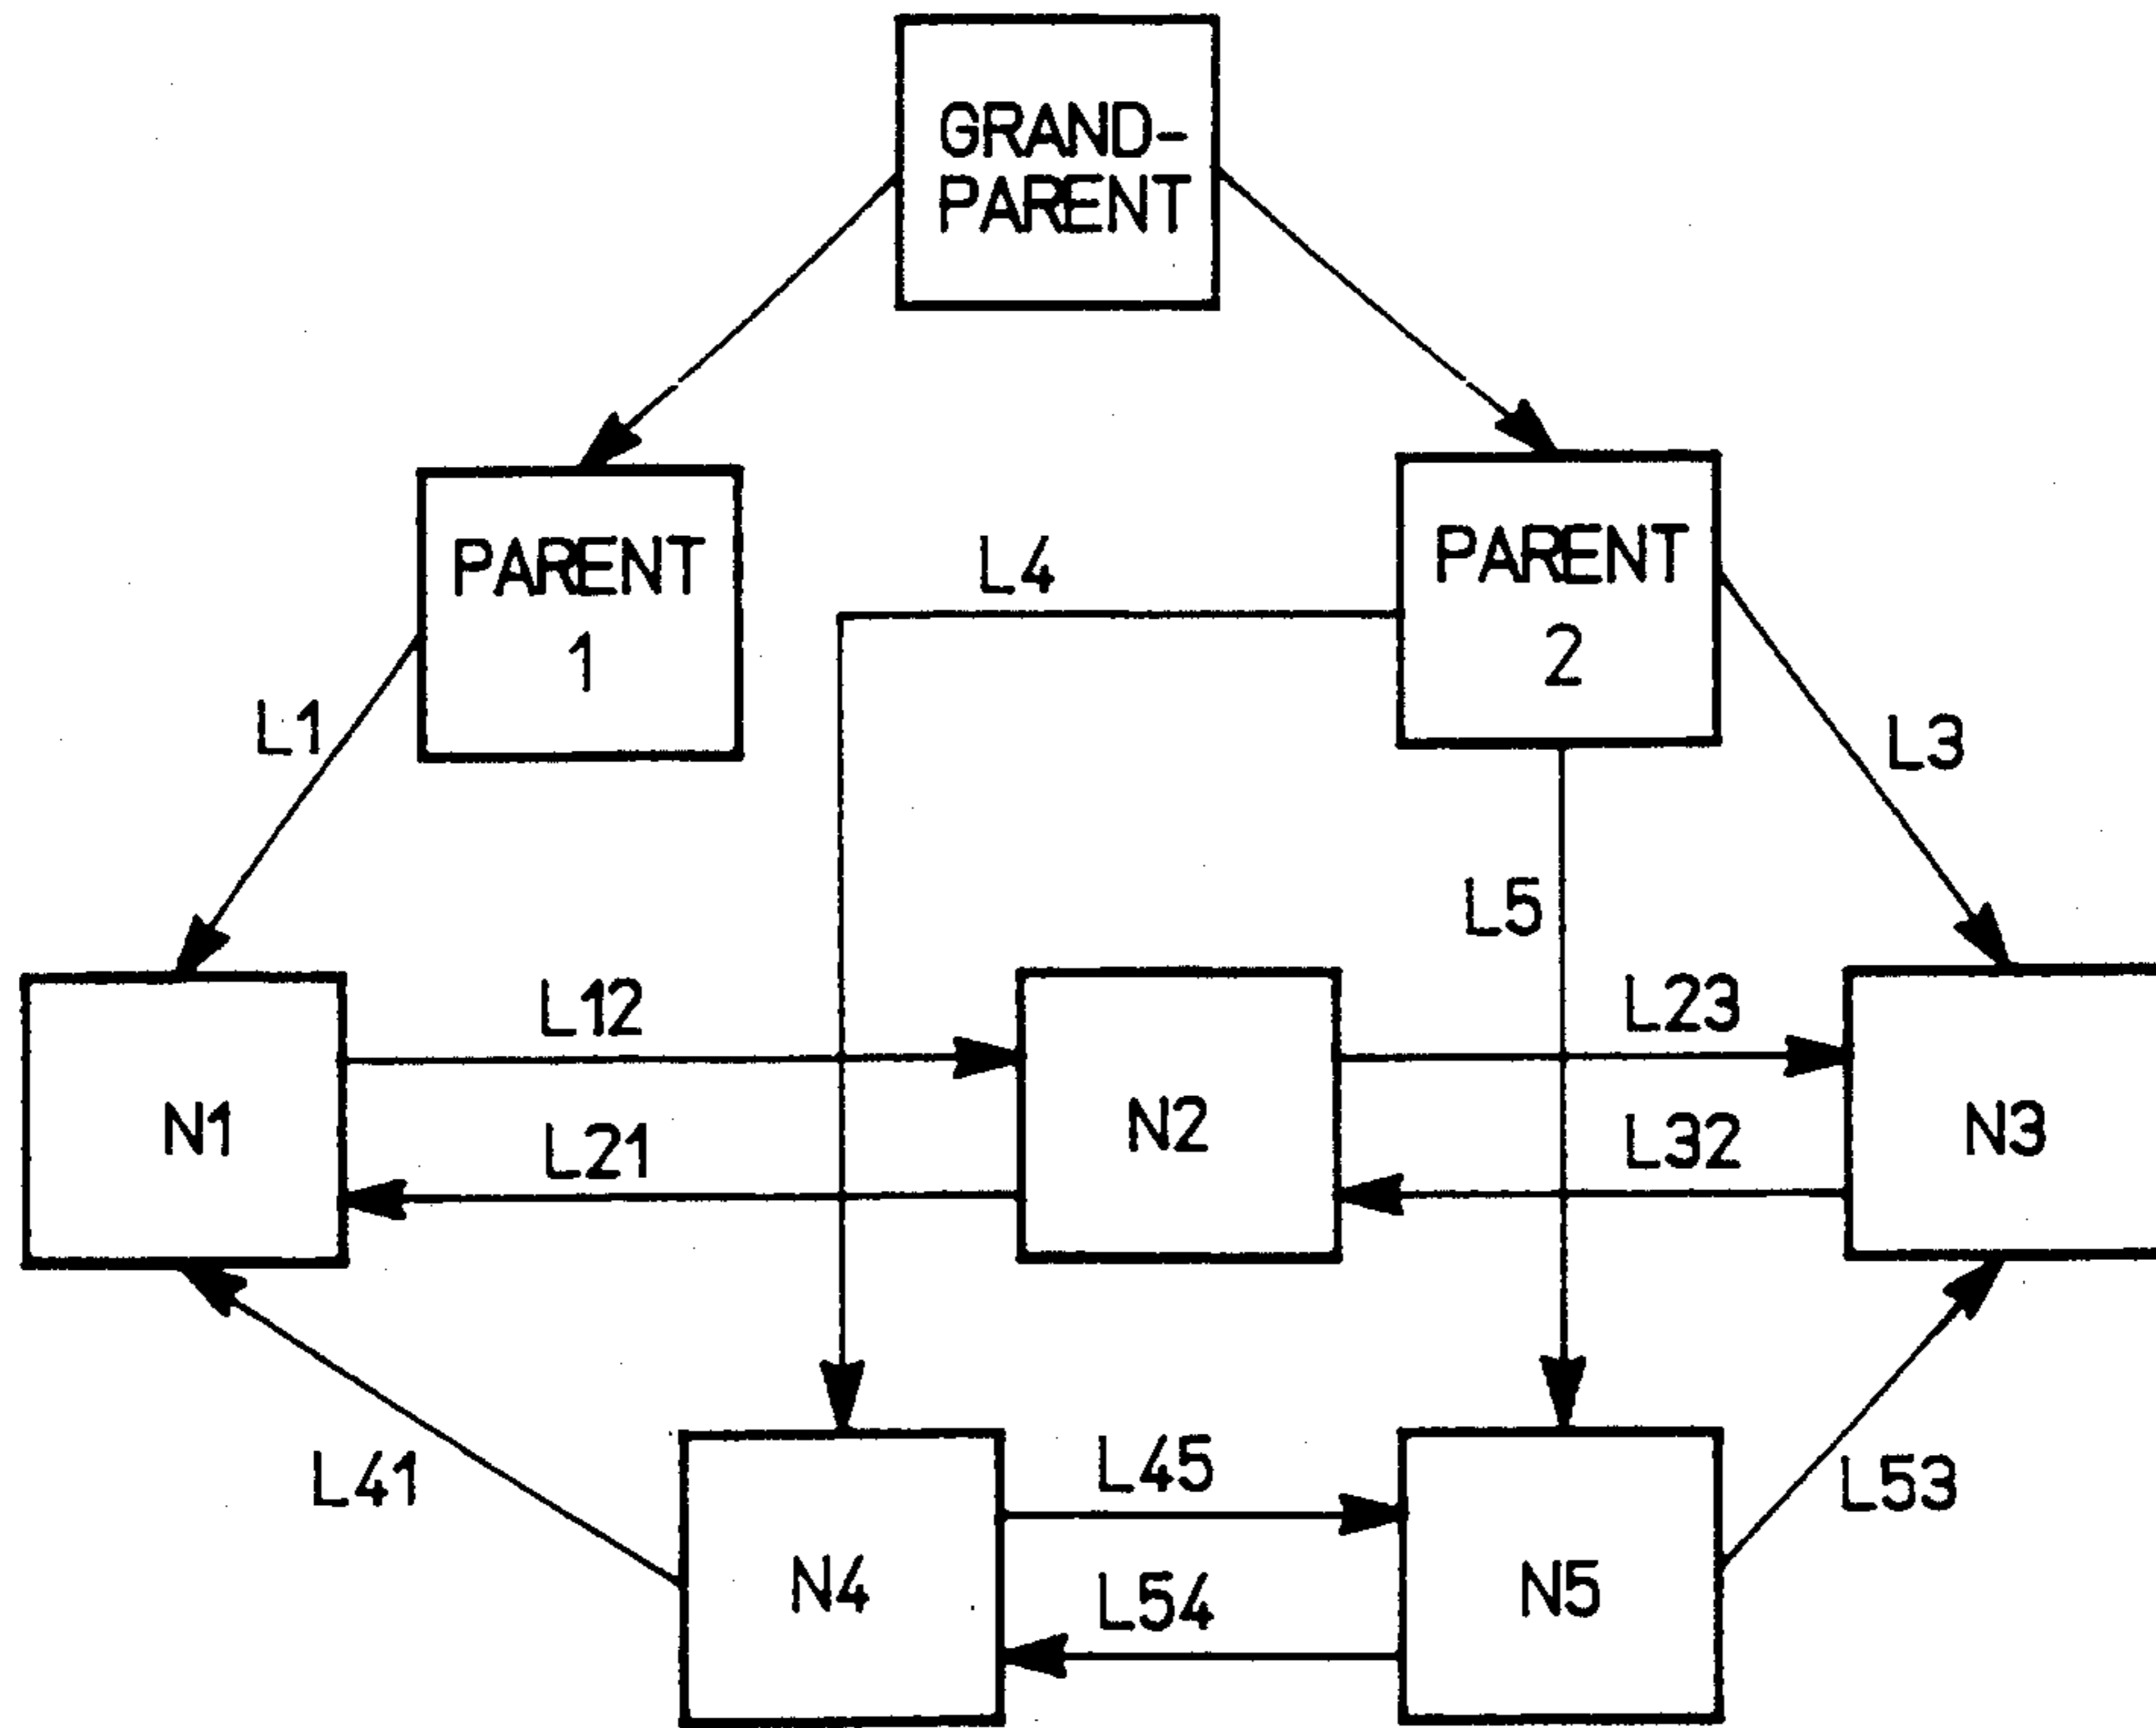 GRAND-
PARENT
PARENT
1
L4
PARENT
2
L1
L3
L5
L12
L23
N1
N2
N3
L21
L32
L41
L45
L53
N4
N5
L54